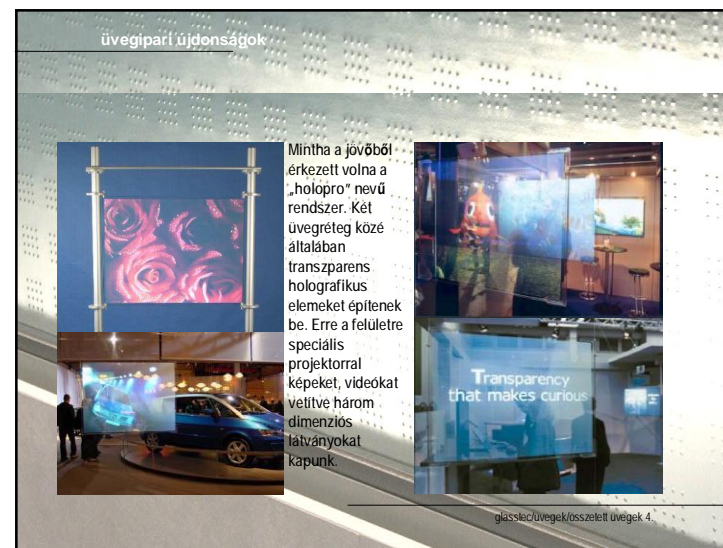 üvegipari újdonságok
Mintha a jövőből
érkezett volna a
„holopro” nevű
rendszer. Két
üvegréteg közé
általában
transzparens
holografikus
elemeket építenek
be. Erre a felületre
speciális
projektorral
képeket, videókat
vetítve három
dimenziós
látványokat
kapunk.
Transparency
that makes curious
glasstec/üvegek/összetett üvegek 4.